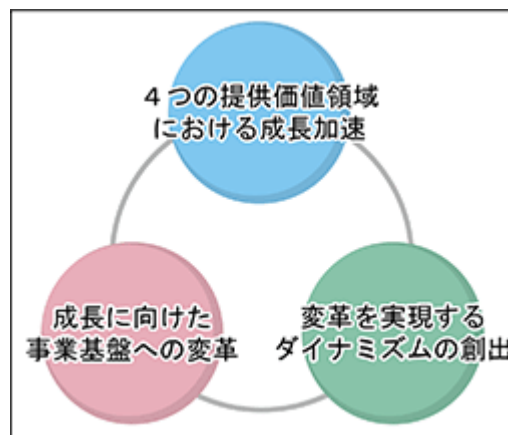 ４つの提供価値領域
における成長加速
成長に向けた
事業基盤への変革
変革を実現する
ダイナミズムの創出